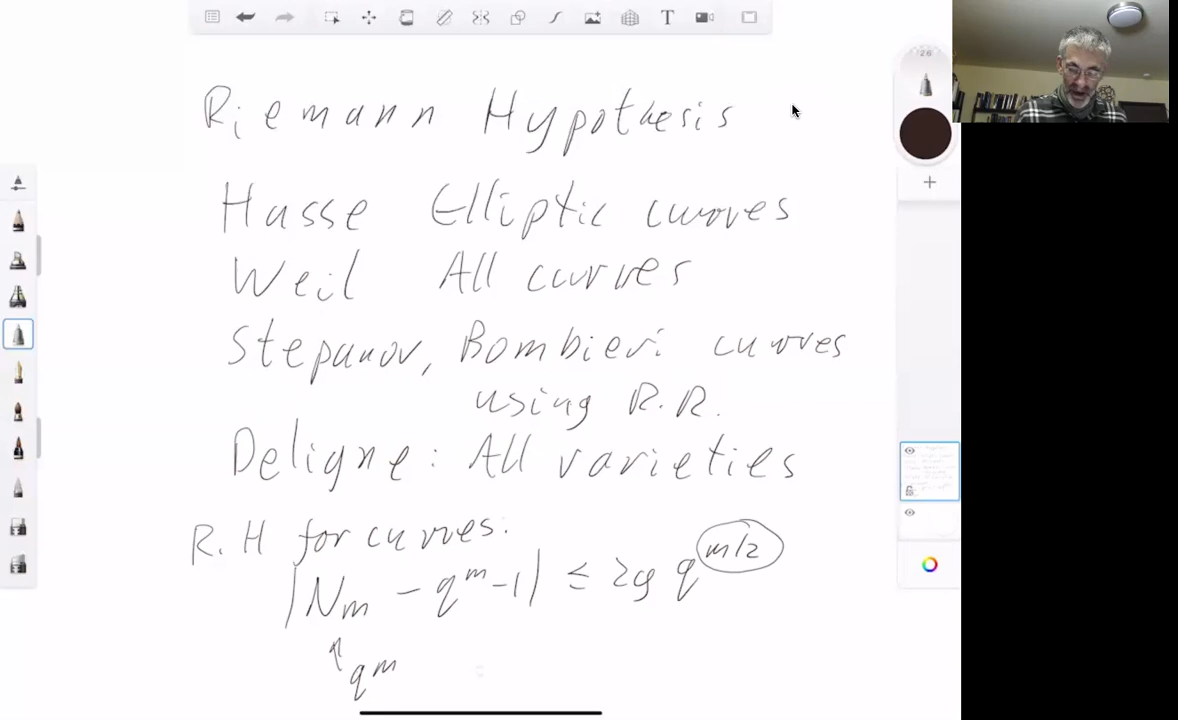 Riemann Hypothesis
Hasse Elliptic curves
Weil All curves
Stepanov, Bombieri curves
using R.R.
Deligne: All varieties
R.H for curves:
|Nm - q^m - 1| ≤ 2g q^(m/2)
↑ q^m